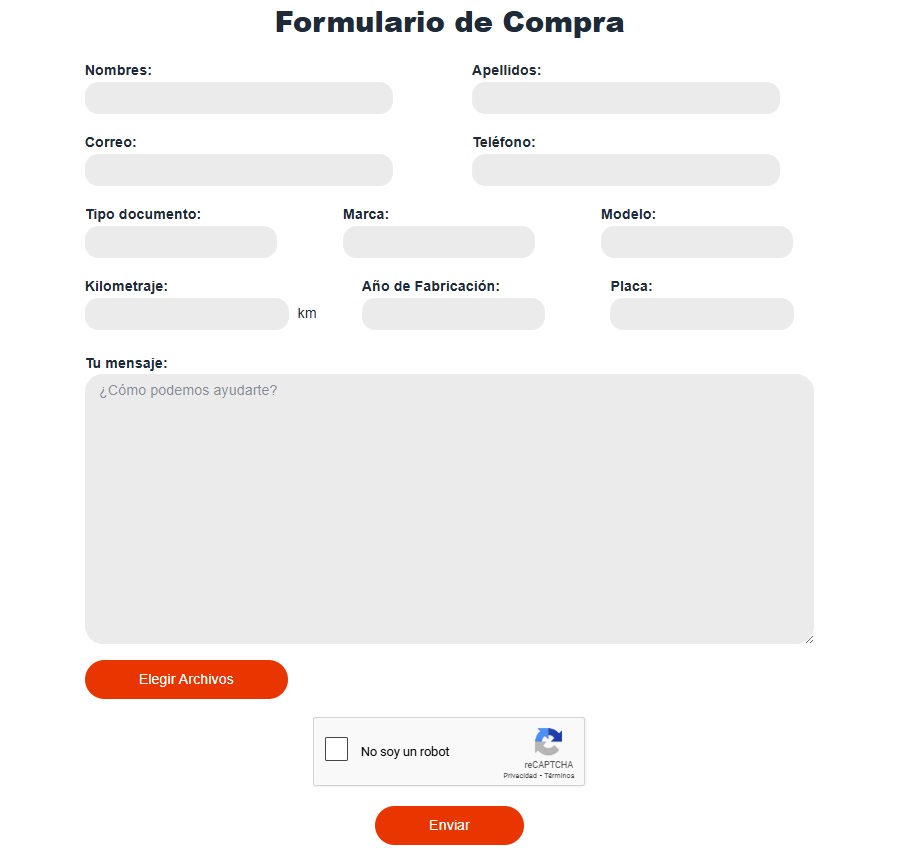 Formulario de Compra
Nombres: Apellidos:
Correo: Teléfono:
Tipo documento: Marca: Modelo:
Kilometraje: km Año de Fabricación: Placa:
Tu mensaje:
¿Cómo podemos ayudarte?
Elegir Archivos
No soy un robot
reCAPTCHA
Privacidad - Términos
Enviar